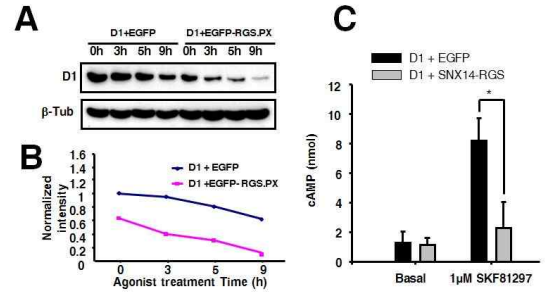 A
D1+EGFP D1+EGFP-RGS.PX
0h 3h 5h 9h 0h 3h 5h 9h
D1
β-Tub
B
1.6
1.4
1.2
1
0.8
0.6
0.4
0.2
0
Normalized
intensity
D1 + EGFP
D1 +EGFP- RGS.PX
0 3 5 9
Agonist treatment Time (h)
C
D1 + EGFP
D1 + SNX14-RGS
12
10
8
6
4
2
0
cAMP (nmol)
*
Basal 1µM SKF81297